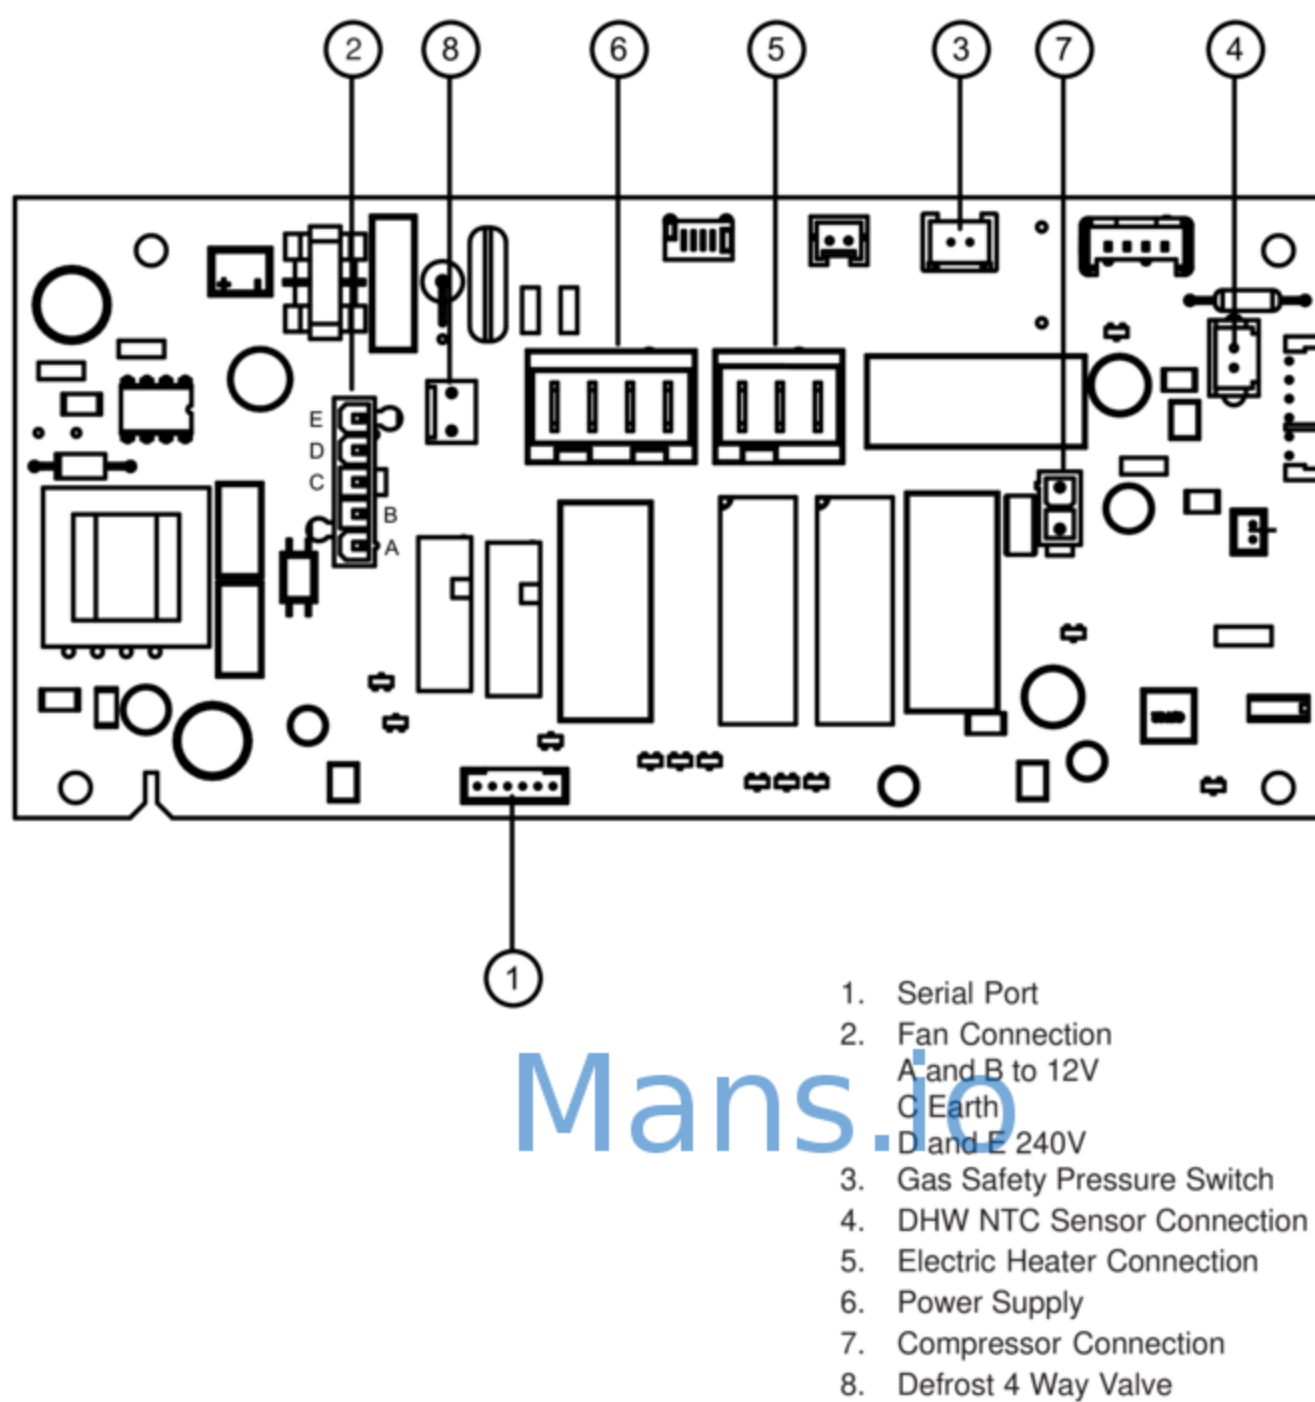 2 8 6 5 3 7 4
E
D
C
B
A
1
1. Serial Port
2. Fan Connection
A and B to 12V
C Earth
D and E 240V
3. Gas Safety Pressure Switch
4. DHW NTC Sensor Connection
5. Electric Heater Connection
6. Power Supply
7. Compressor Connection
8. Defrost 4 Way Valve
Mans.io